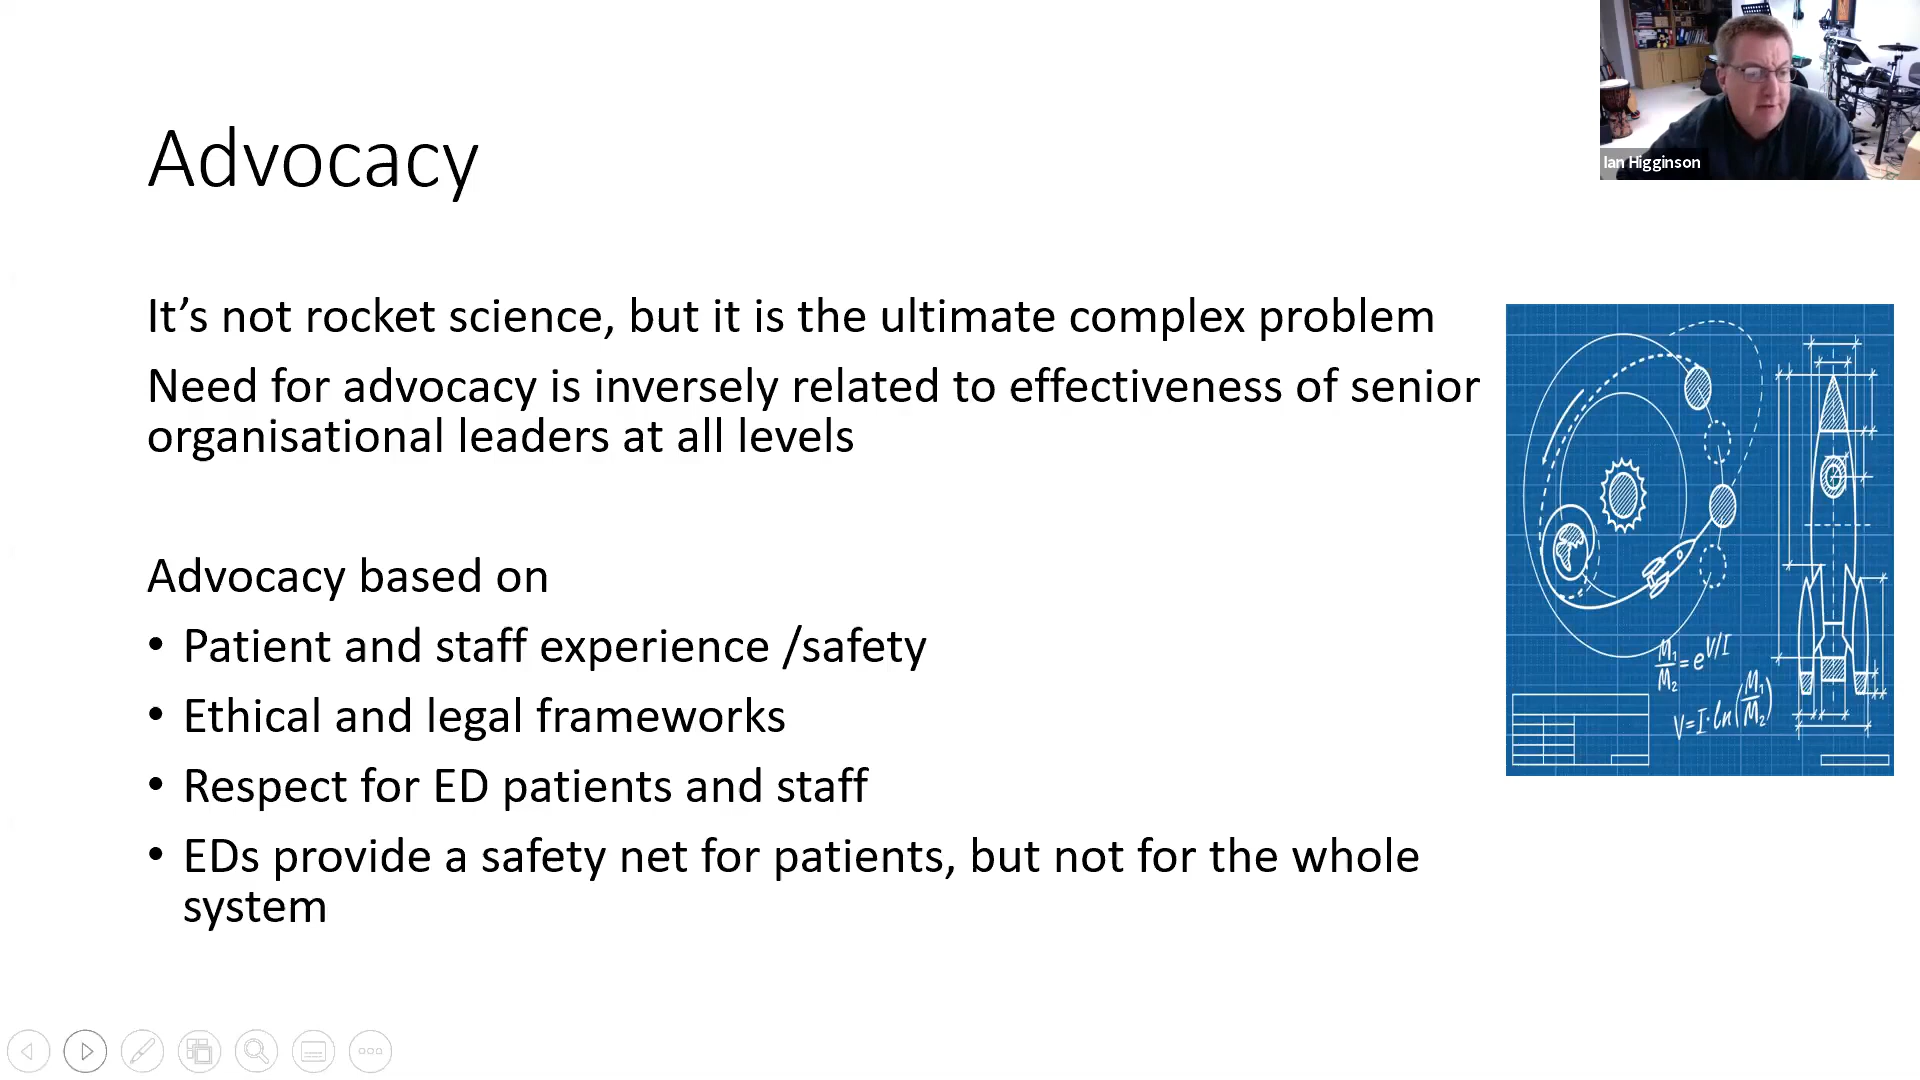 Advocacy
Ian Higginson
It’s not rocket science, but it is the ultimate complex problem
Need for advocacy is inversely related to effectiveness of senior
organisational leaders at all levels
Advocacy based on
• Patient and staff experience /safety
• Ethical and legal frameworks
• Respect for ED patients and staff
• EDs provide a safety net for patients, but not for the whole
system
M₁/M₂ = e^V/I
V=I·ln(M₁/M₂)